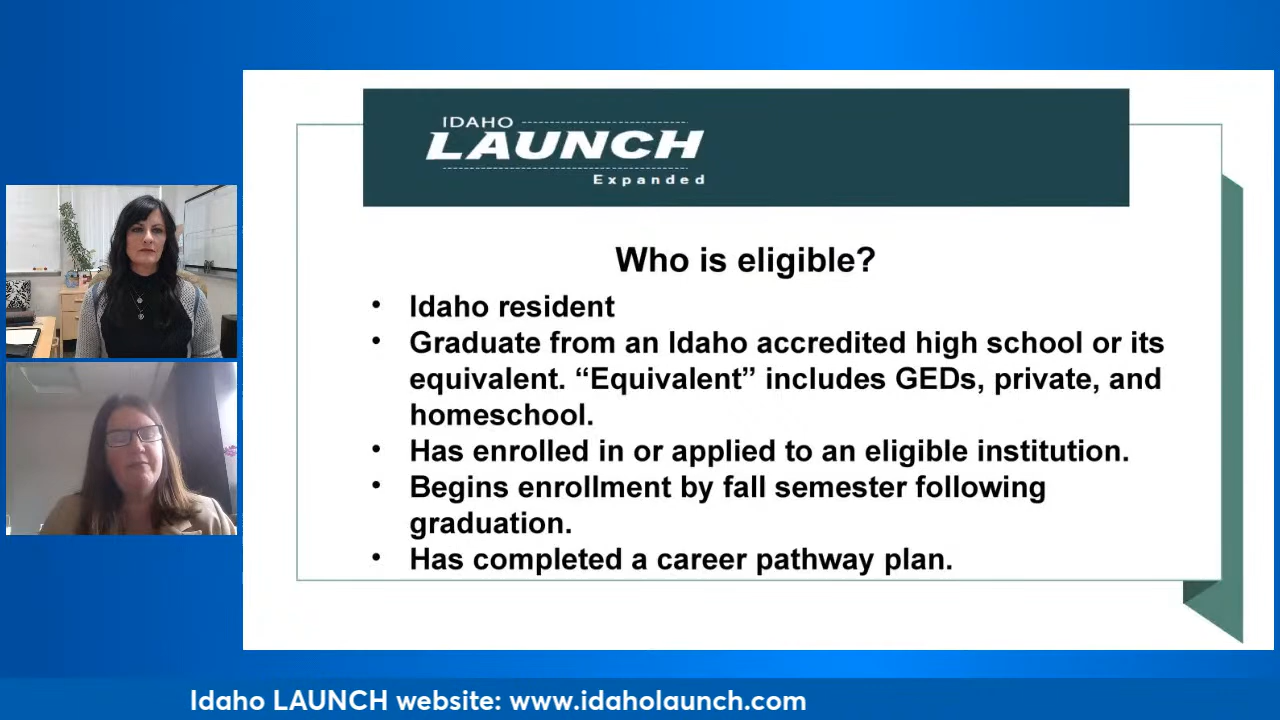 IDAHO
LAUNCH
Expanded
Who is eligible?
• Idaho resident
• Graduate from an Idaho accredited high school or its
equivalent. “Equivalent” includes GEDs, private, and
homeschool.
• Has enrolled in or applied to an eligible institution.
• Begins enrollment by fall semester following
graduation.
• Has completed a career pathway plan.
Idaho LAUNCH website: www.idaholaunch.com